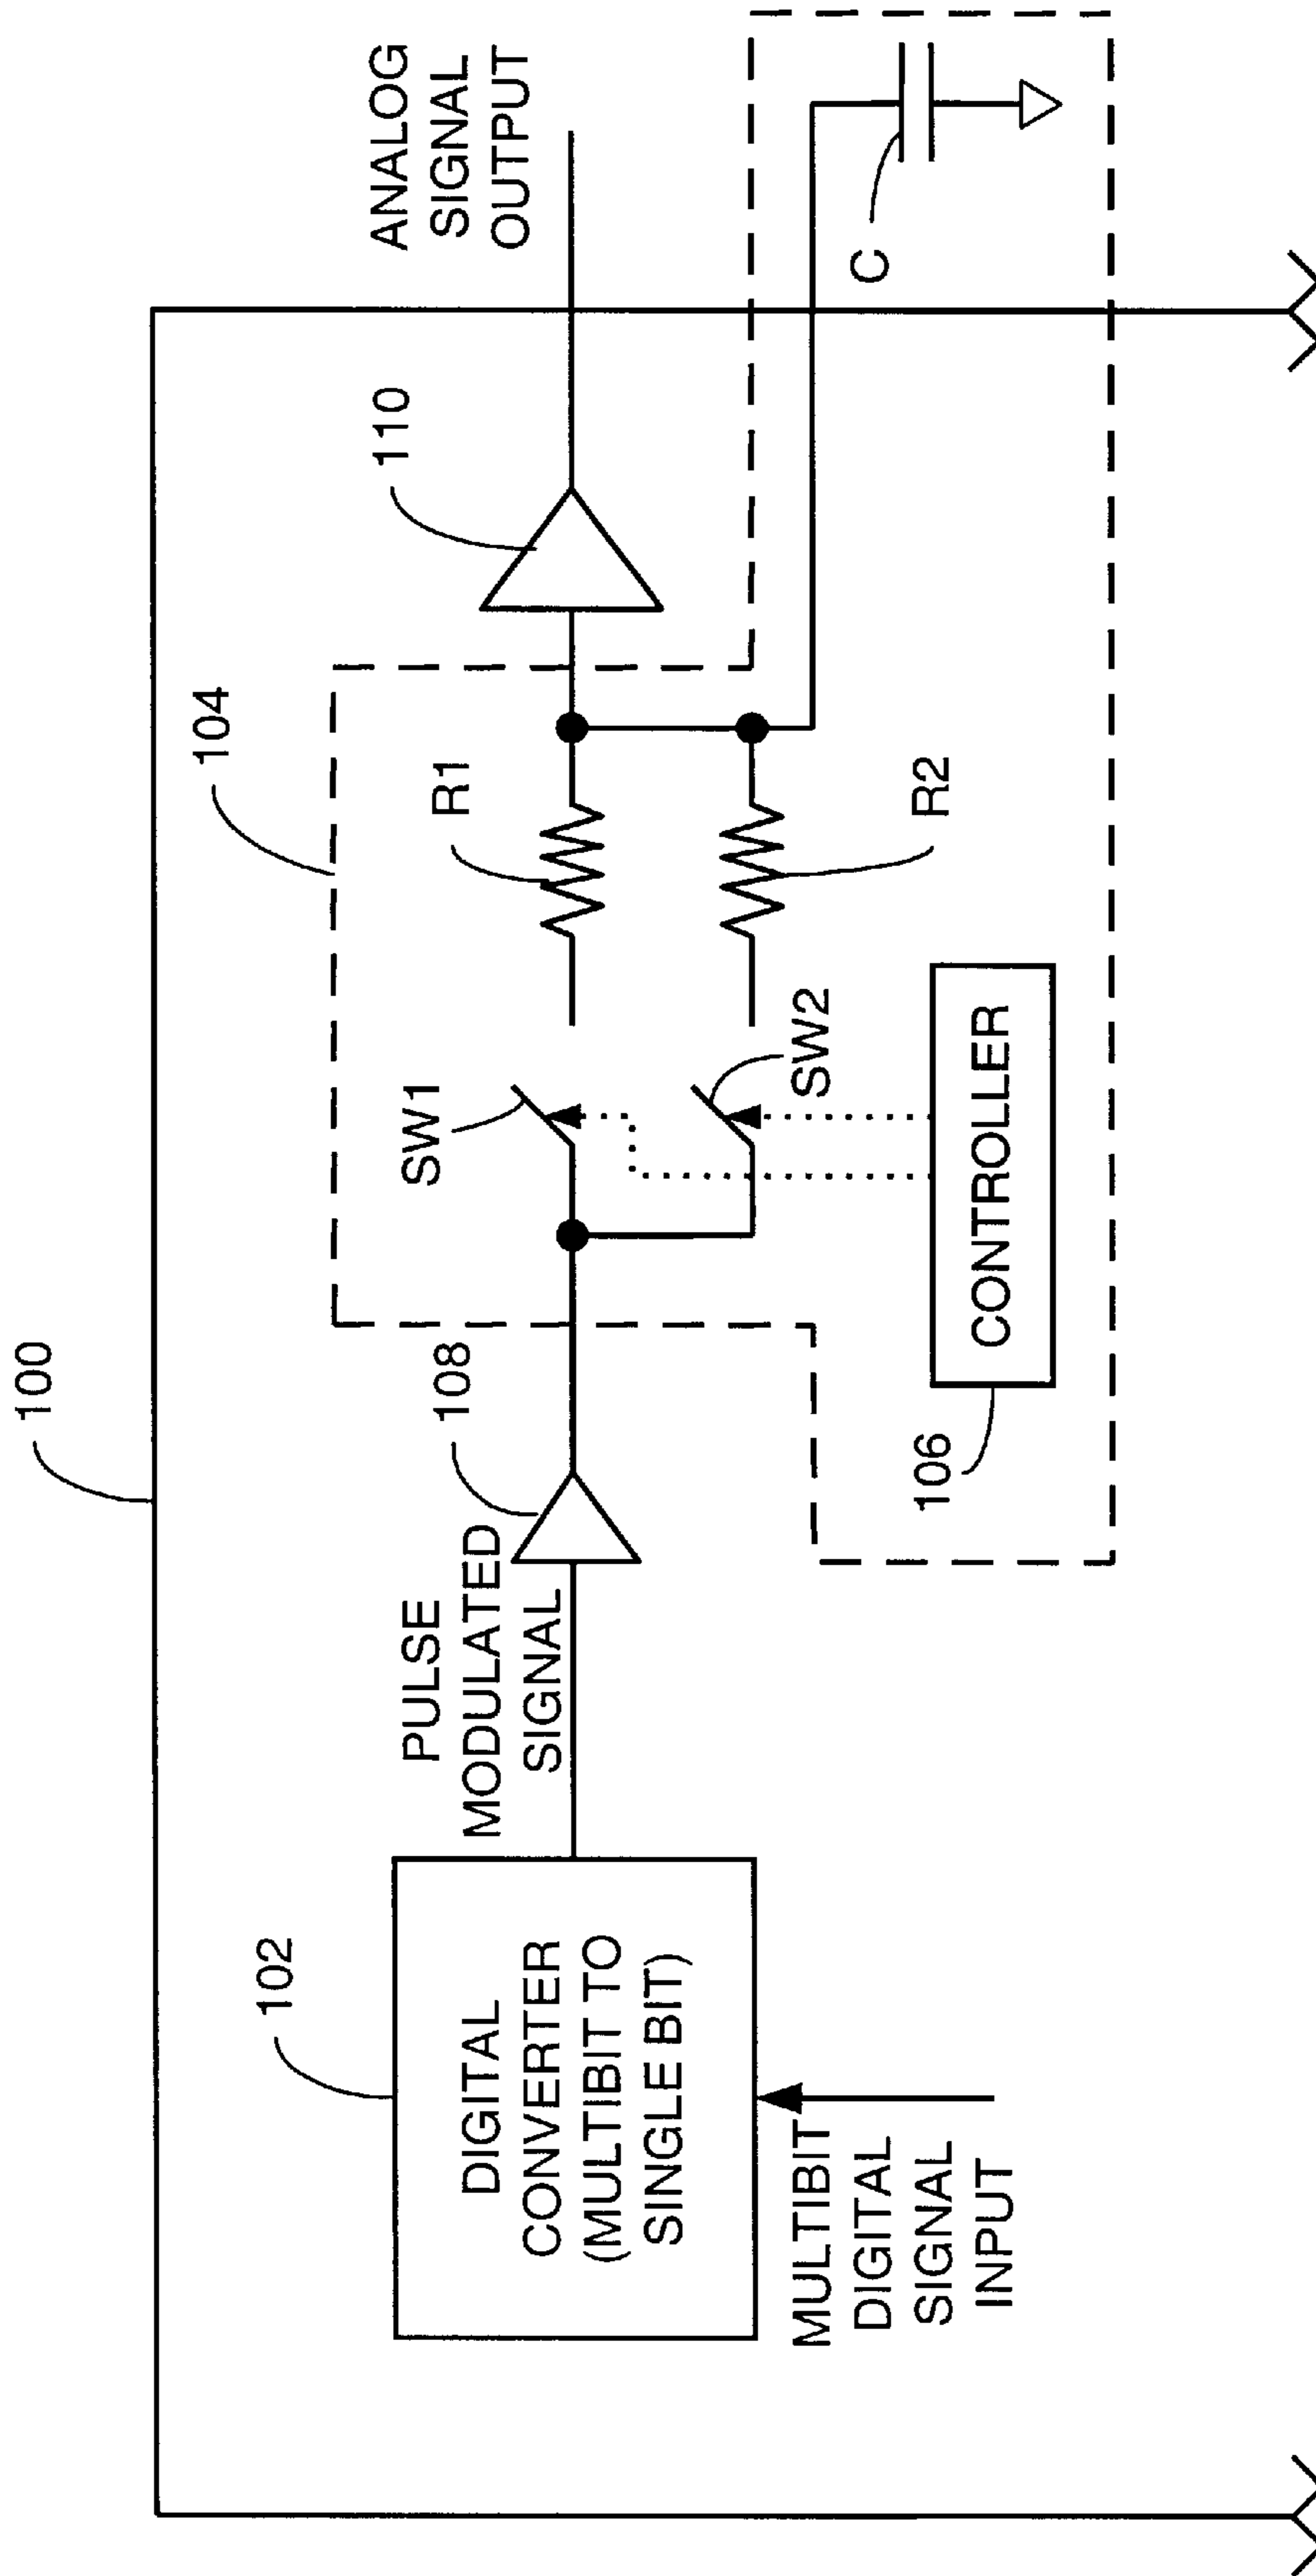 100
102
DIGITAL
CONVERTER
(MULTIBIT TO
SINGLE BIT)
MULTIBIT
DIGITAL
SIGNAL
INPUT
PULSE
MODULATED
SIGNAL
108
104
SW1
SW2
R1
R2
CONTROLLER
106
110
ANALOG
SIGNAL
OUTPUT
C